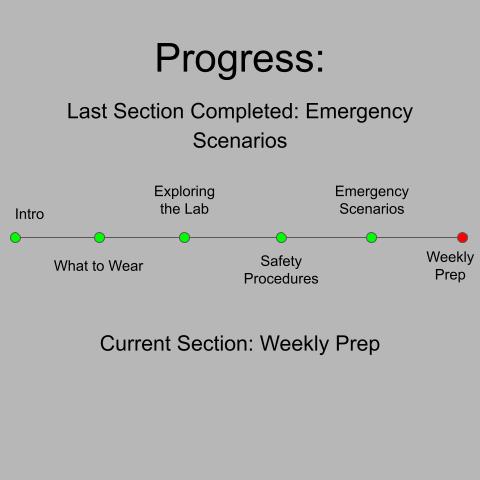 Progress:
Last Section Completed: Emergency
Scenarios
Intro
What to Wear
Exploring
the Lab
Safety
Procedures
Emergency
Scenarios
Weekly
Prep
Current Section: Weekly Prep